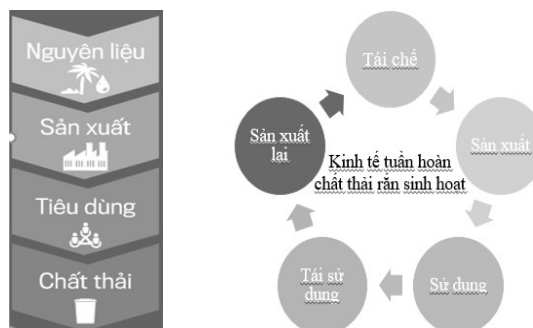 Nguyên liệu
Sản xuất
Tiêu dùng
Chất thải
Tái chế
Sản xuất
Sử dụng
Tái sử
dụng
Sản xuất
lại
Kinh tế tuần hoàn
chất thải rắn sinh hoạt